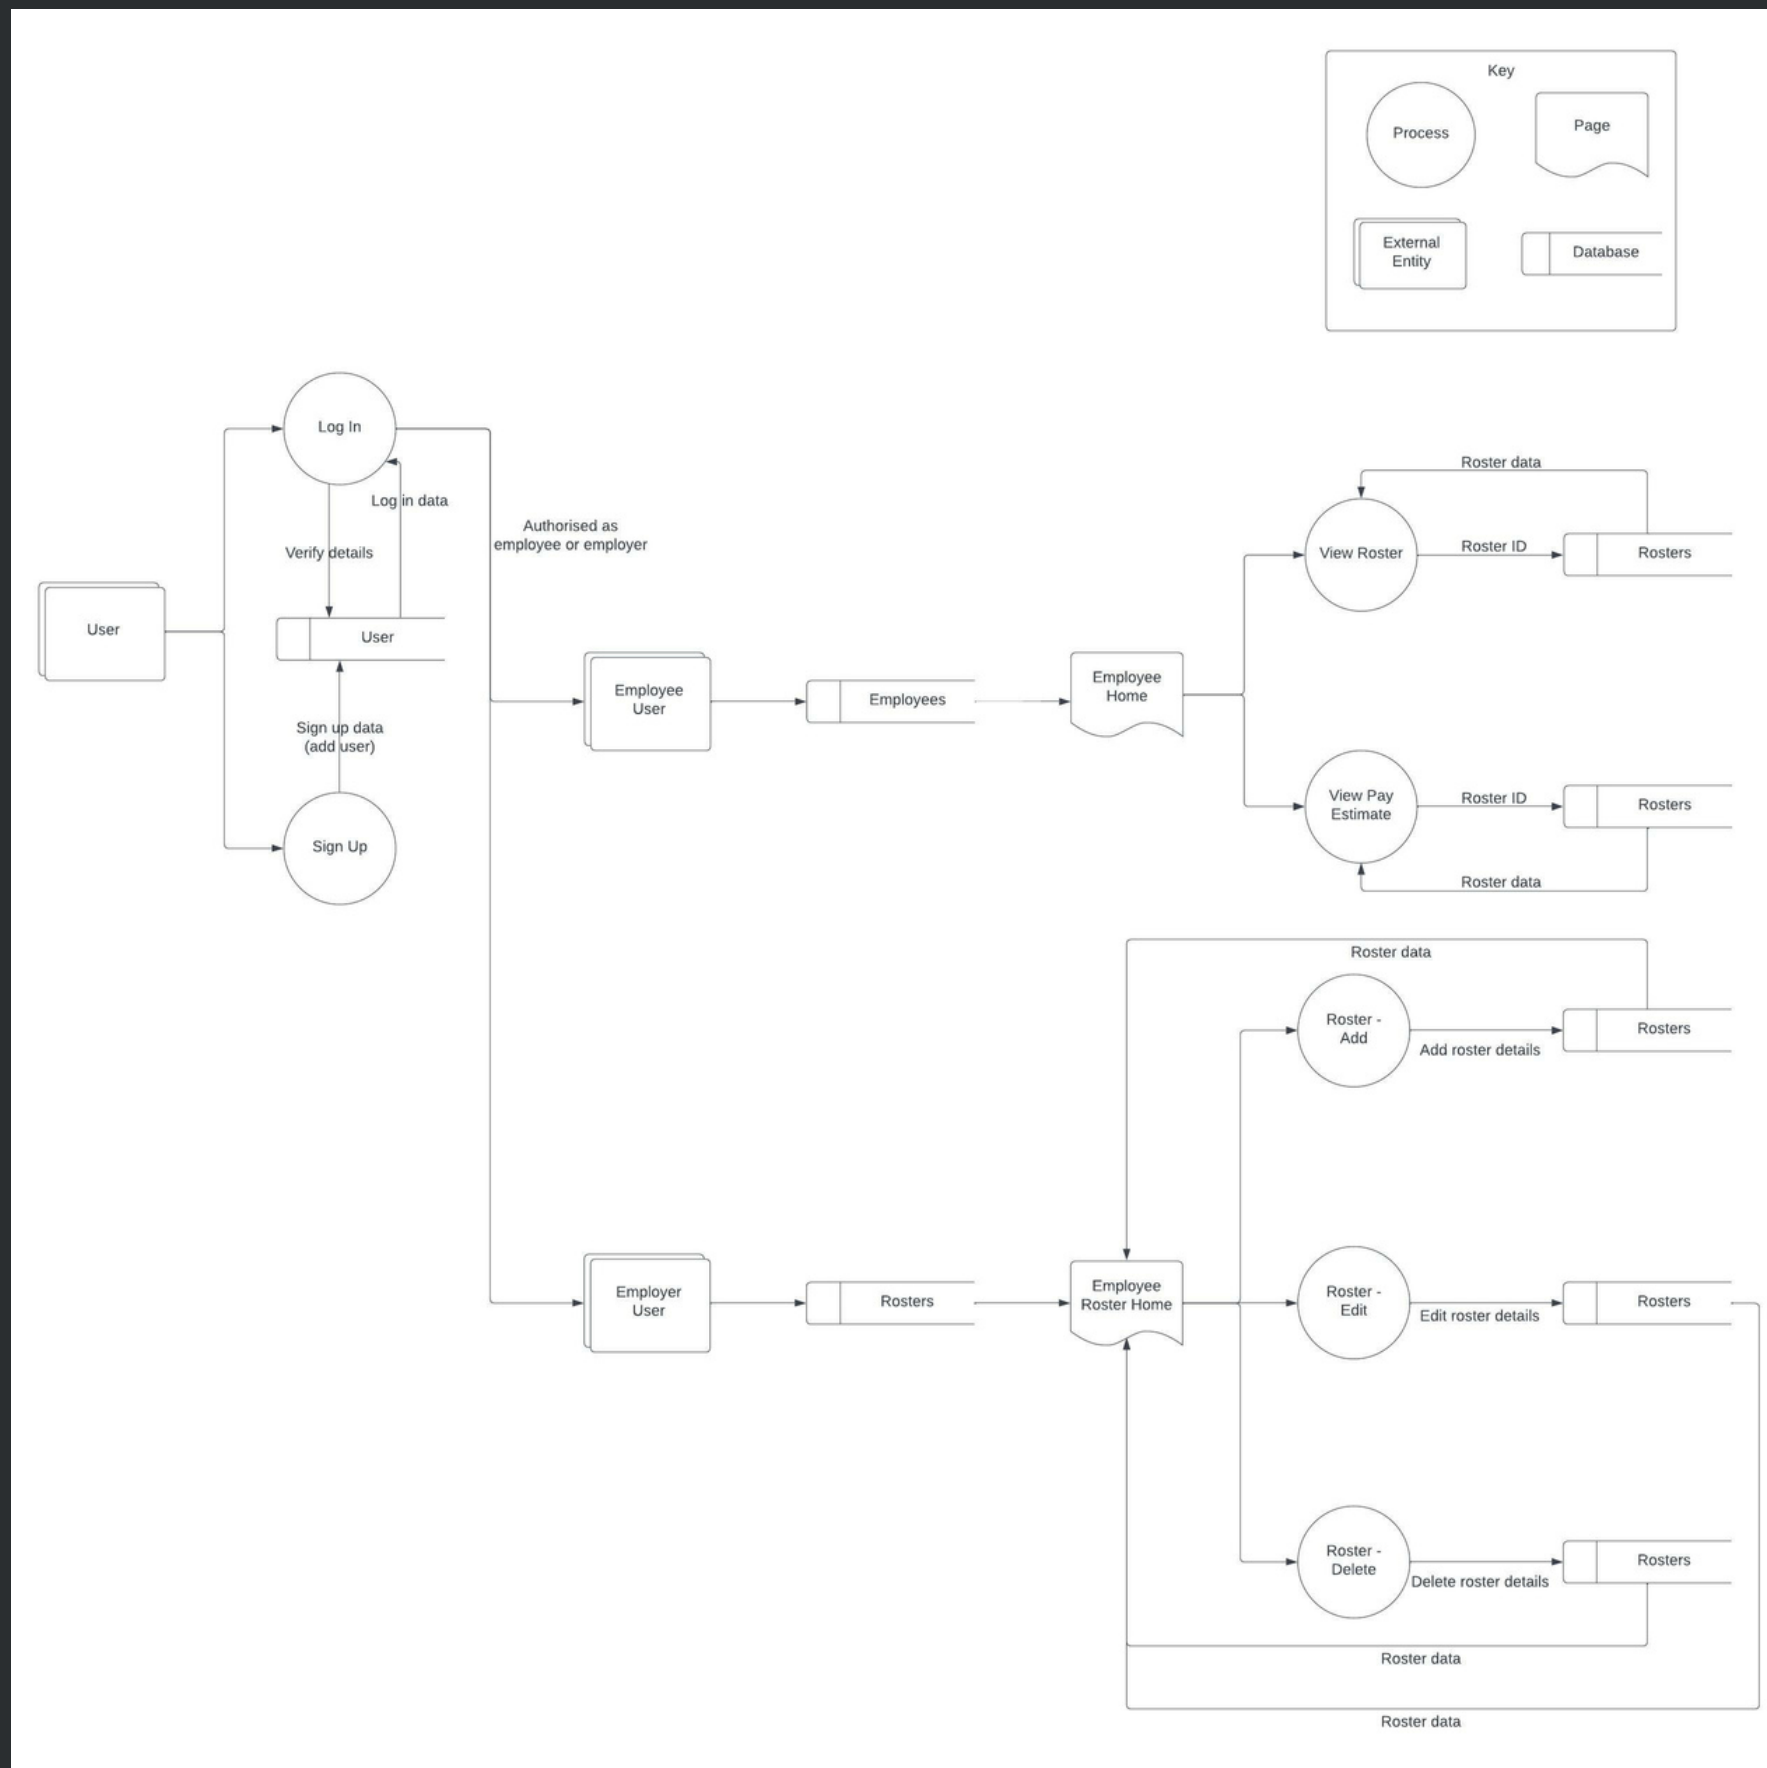 Key
Process
Page
External
Entity
Database
Log In
Log in data
Verify details
Authorised as
employee or employer
User
User
Sign up data
(add user)
Sign Up
Employee
User
Employees
Employee
Home
Roster data
View Roster
Roster ID
Rosters
View Pay
Estimate
Roster ID
Rosters
Roster data
Roster data
Roster -
Add
Add roster details
Rosters
Employer
User
Rosters
Employee
Roster Home
Roster -
Edit
Edit roster details
Rosters
Roster -
Delete
Delete roster details
Rosters
Roster data
Roster data